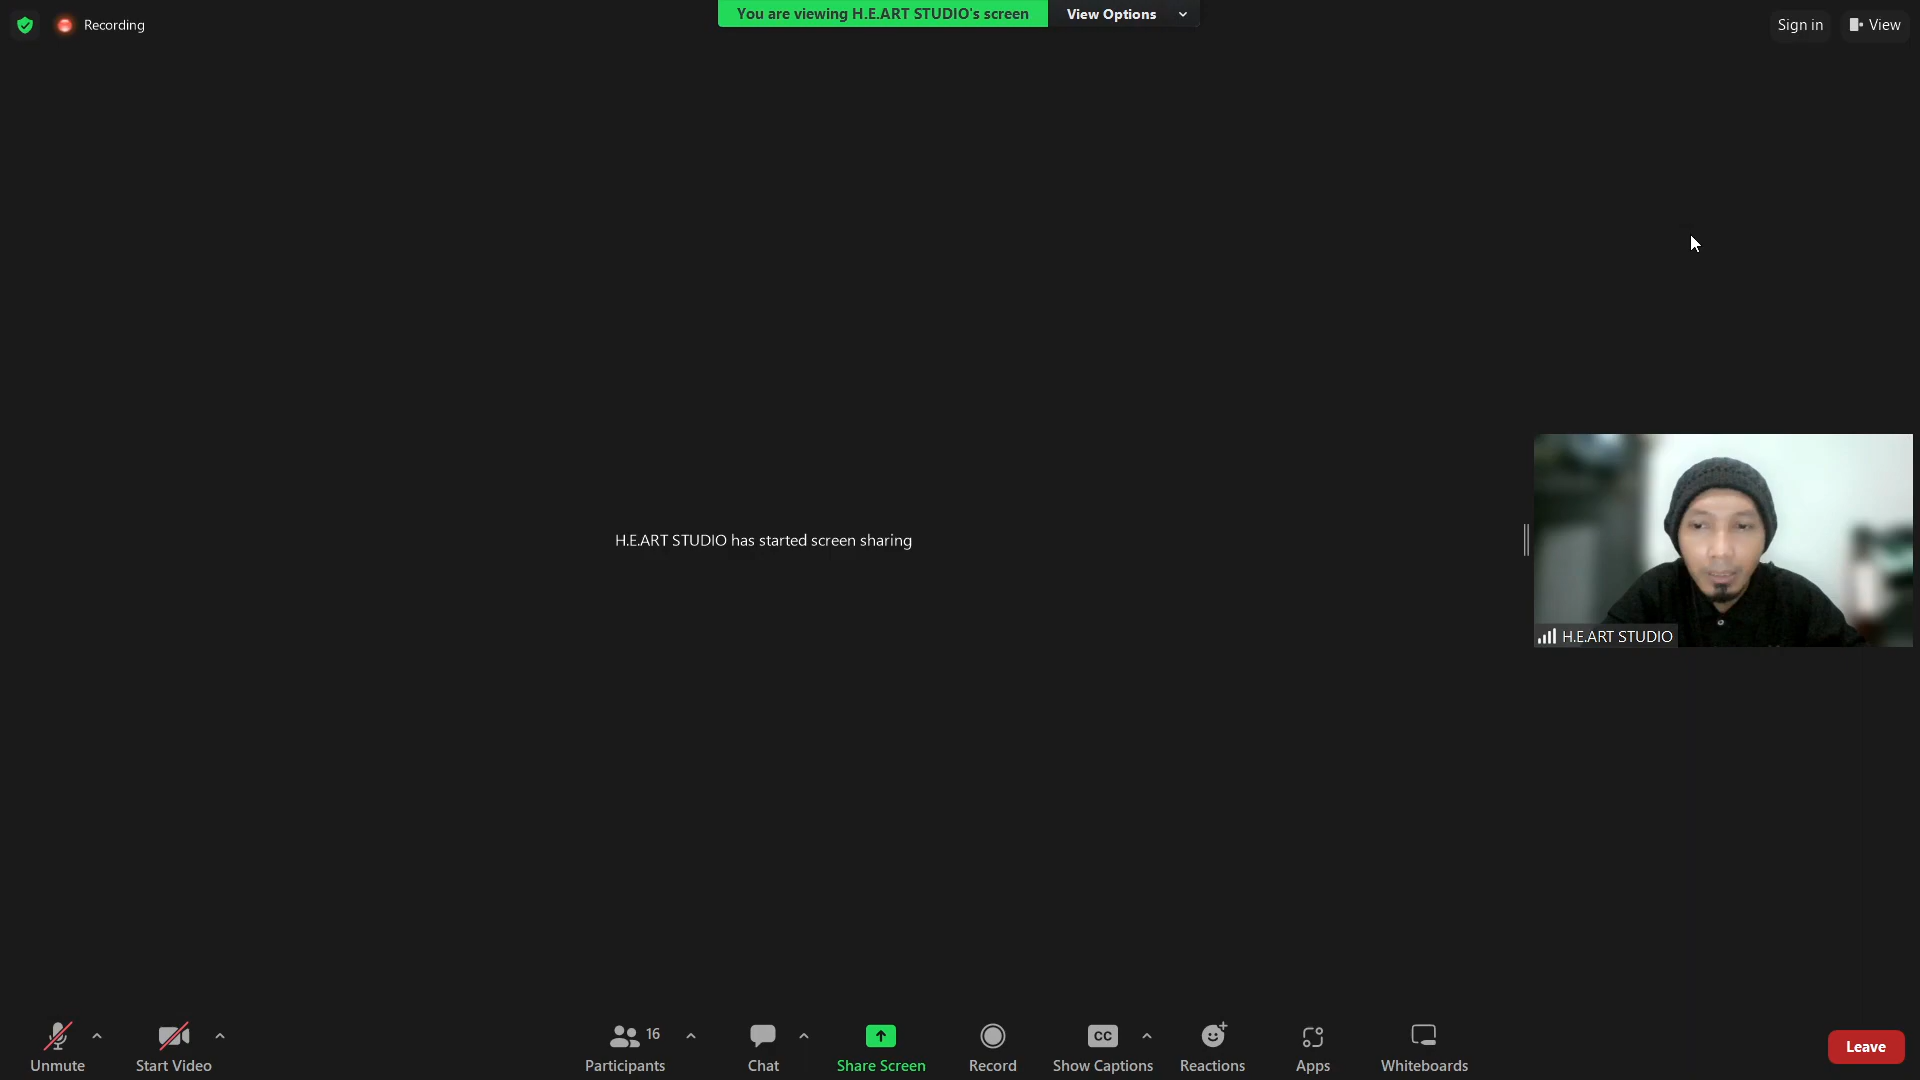 Recording
You are viewing H.E.ART STUDIO's screen
View Options
Sign in
View
H.E.ART STUDIO has started screen sharing
H.E.ART STUDIO
Unmute
Start Video
16
Participants
Chat
Share Screen
Record
CC
Show Captions
Reactions
Apps
Whiteboards
Leave